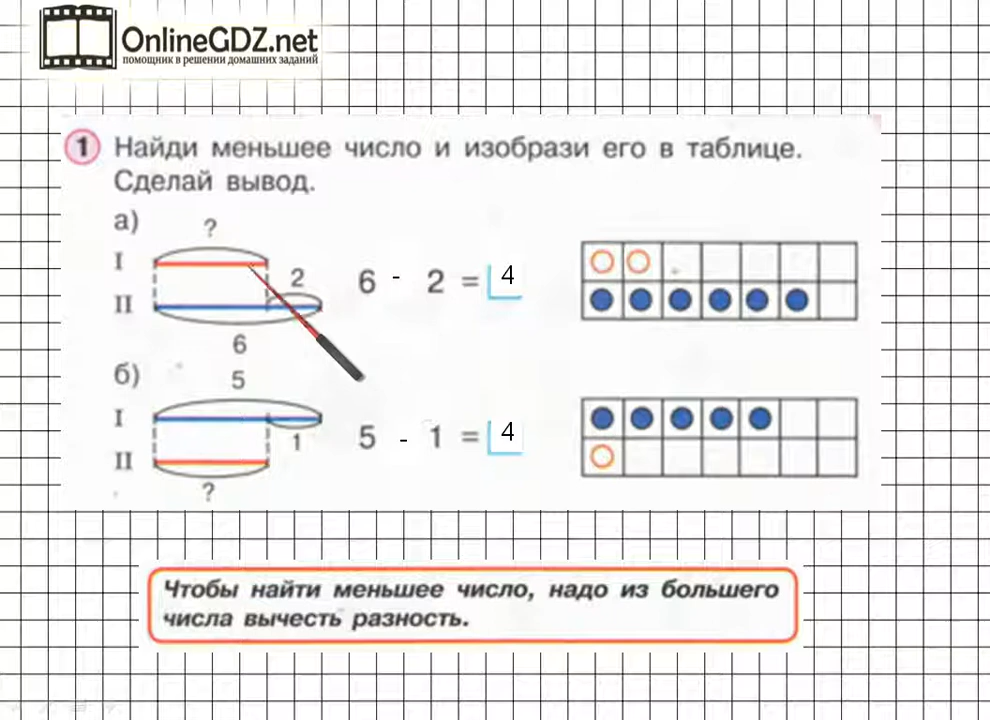 OnlineGDZ.net
помощник в решении домашних заданий
1 Найди меньшее число и изобрази его в таблице.
Сделай вывод.
а)
?
I
2
6 - 2 = 4
II
6
б)
5
I
1
5 - 1 = 4
II
?
Чтобы найти меньшее число, надо из большего
числа вычесть разность.